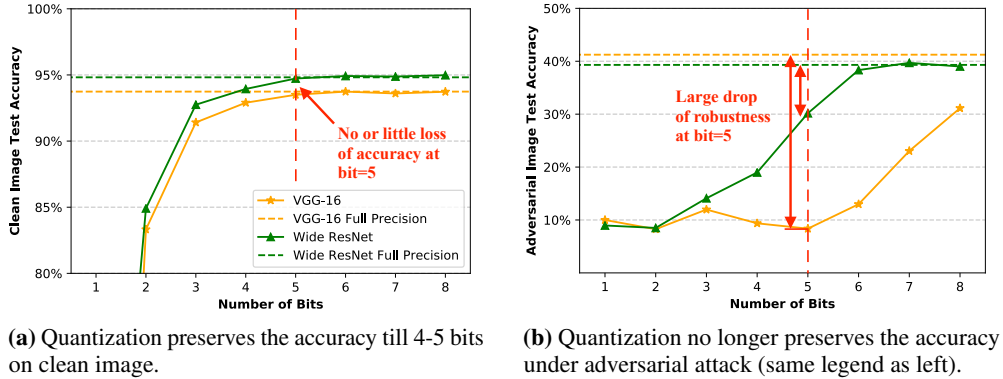 100%
95%
90%
85%
80%
Clean Image Test Accuracy
No or little loss
of accuracy at
bit=5
VGG-16
VGG-16 Full Precision
Wide ResNet
Wide ResNet Full Precision
1 2 3 4 5 6 7 8
Number of Bits
(a) Quantization preserves the accuracy till 4-5 bits
on clean image.
50%
40%
30%
20%
10%
Adversarial Image Test Accuracy
Large drop
of robustness
at bit=5
1 2 3 4 5 6 7 8
Number of Bits
(b) Quantization no longer preserves the accuracy
under adversarial attack (same legend as left).